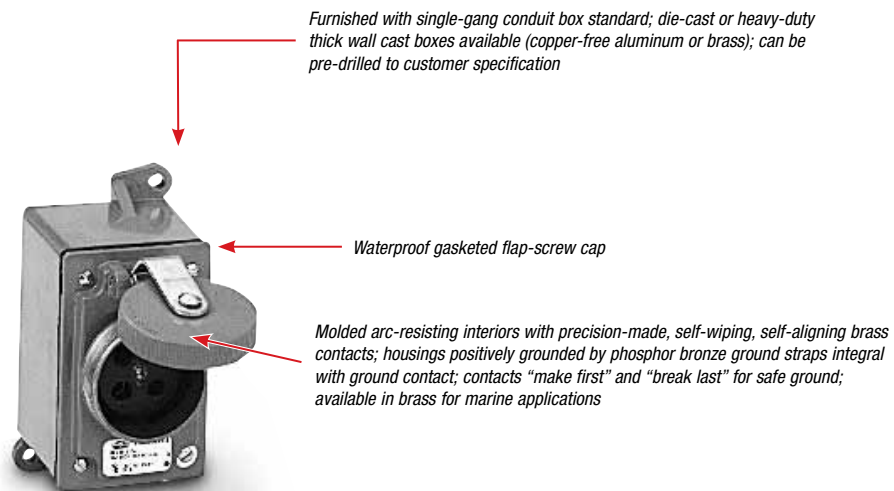 Furnished with single-gang conduit box standard; die-cast or heavy-duty
thick wall cast boxes available (copper-free aluminum or brass); can be
pre-drilled to customer specification
Waterproof gasketed flap-screw cap
Molded arc-resisting interiors with precision-made, self-wiping, self-aligning brass
contacts; housings positively grounded by phosphor bronze ground straps integral
with ground contact; contacts “make first” and “break last” for safe ground;
available in brass for marine applications